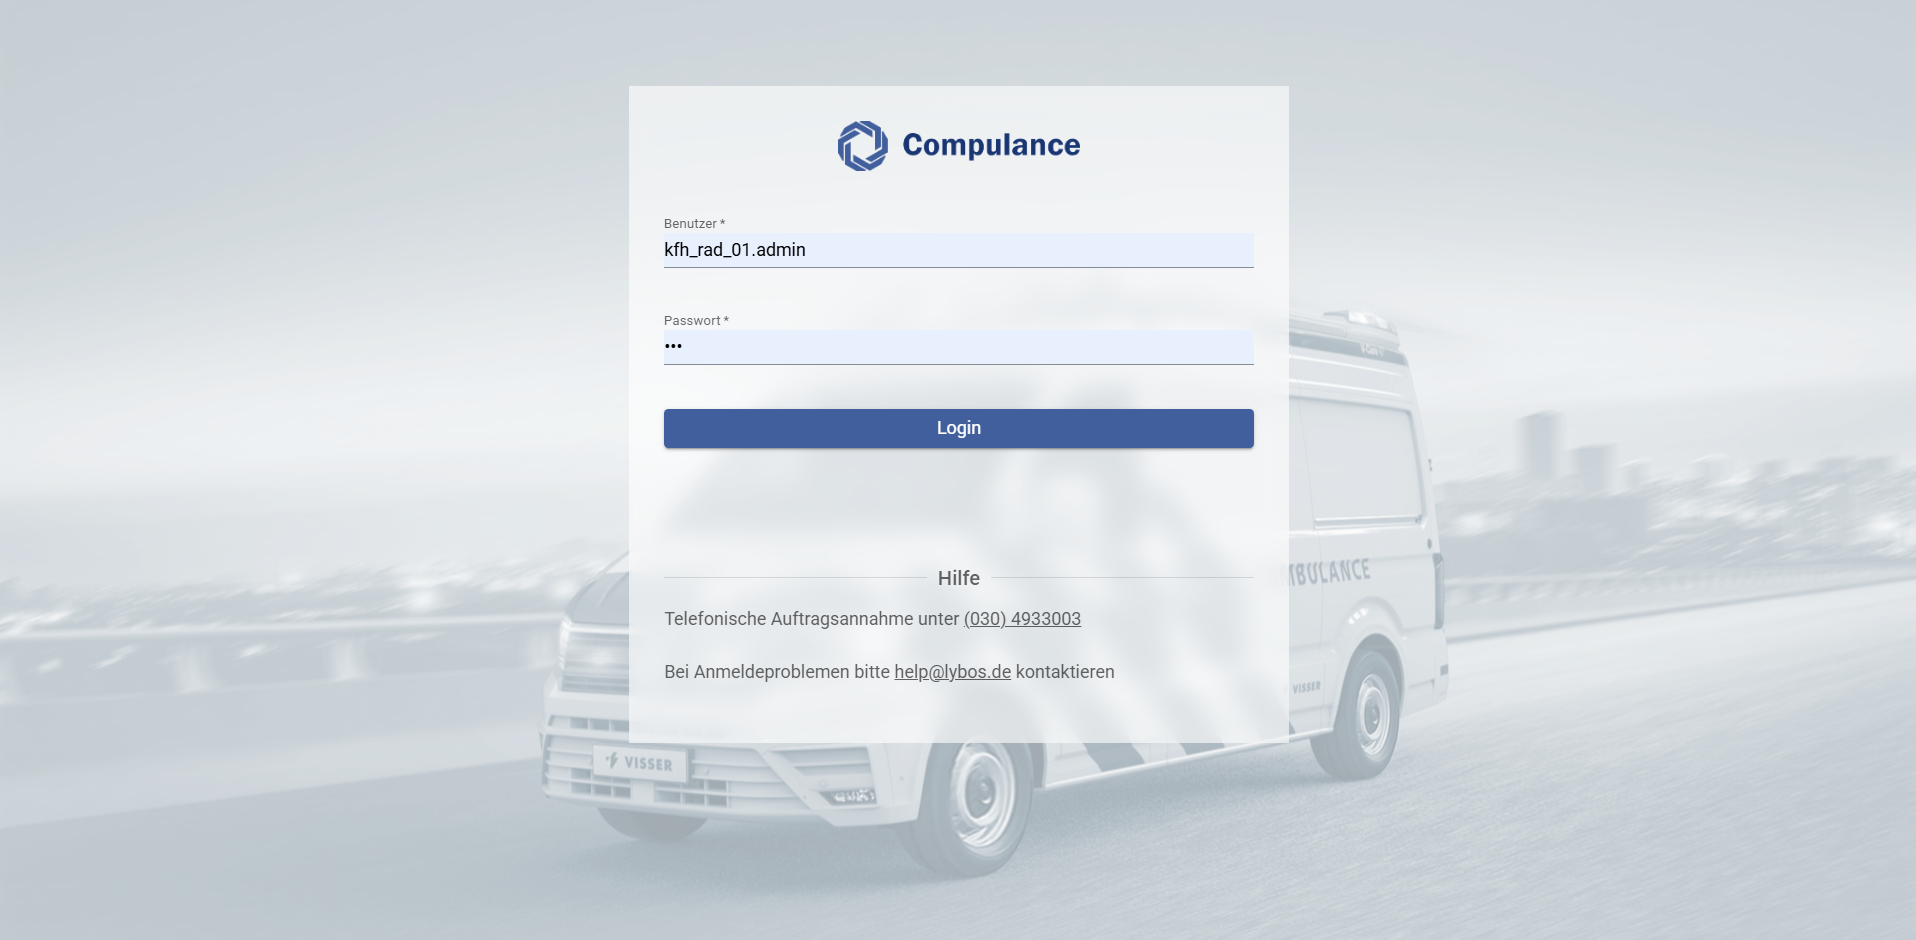 Compulance
Benutzer *
kfh_rad_01.admin
Passwort *
•••
Login
Hilfe
Telefonische Auftragsannahme unter (030) 4933003
Bei Anmeldeproblemen bitte help@lybos.de kontaktieren
MBULANCE
VISSER
VISSER